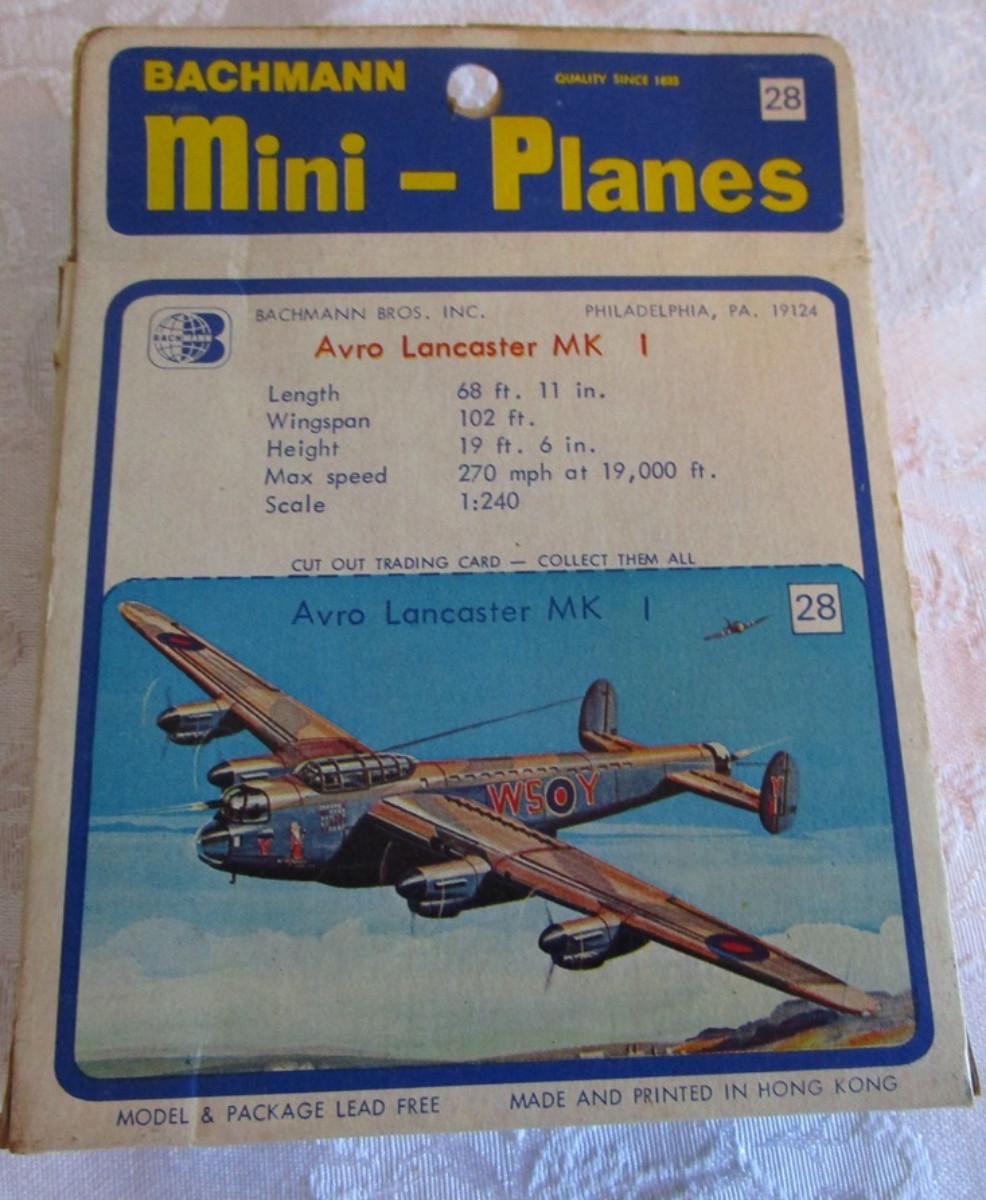 BACHMANN
QUALITY SINCE 1833
28
Mini - Planes
BACHMANN
BACHMANN BROS. INC. PHILADELPHIA, PA. 19124
Avro Lancaster MK I
Length 68 ft. 11 in.
Wingspan 102 ft.
Height 19 ft. 6 in.
Max speed 270 mph at 19,000 ft.
Scale 1:240
CUT OUT TRADING CARD — COLLECT THEM ALL
Avro Lancaster MK I
28
WS Y
Y
Y
MODEL & PACKAGE LEAD FREE
MADE AND PRINTED IN HONG KONG